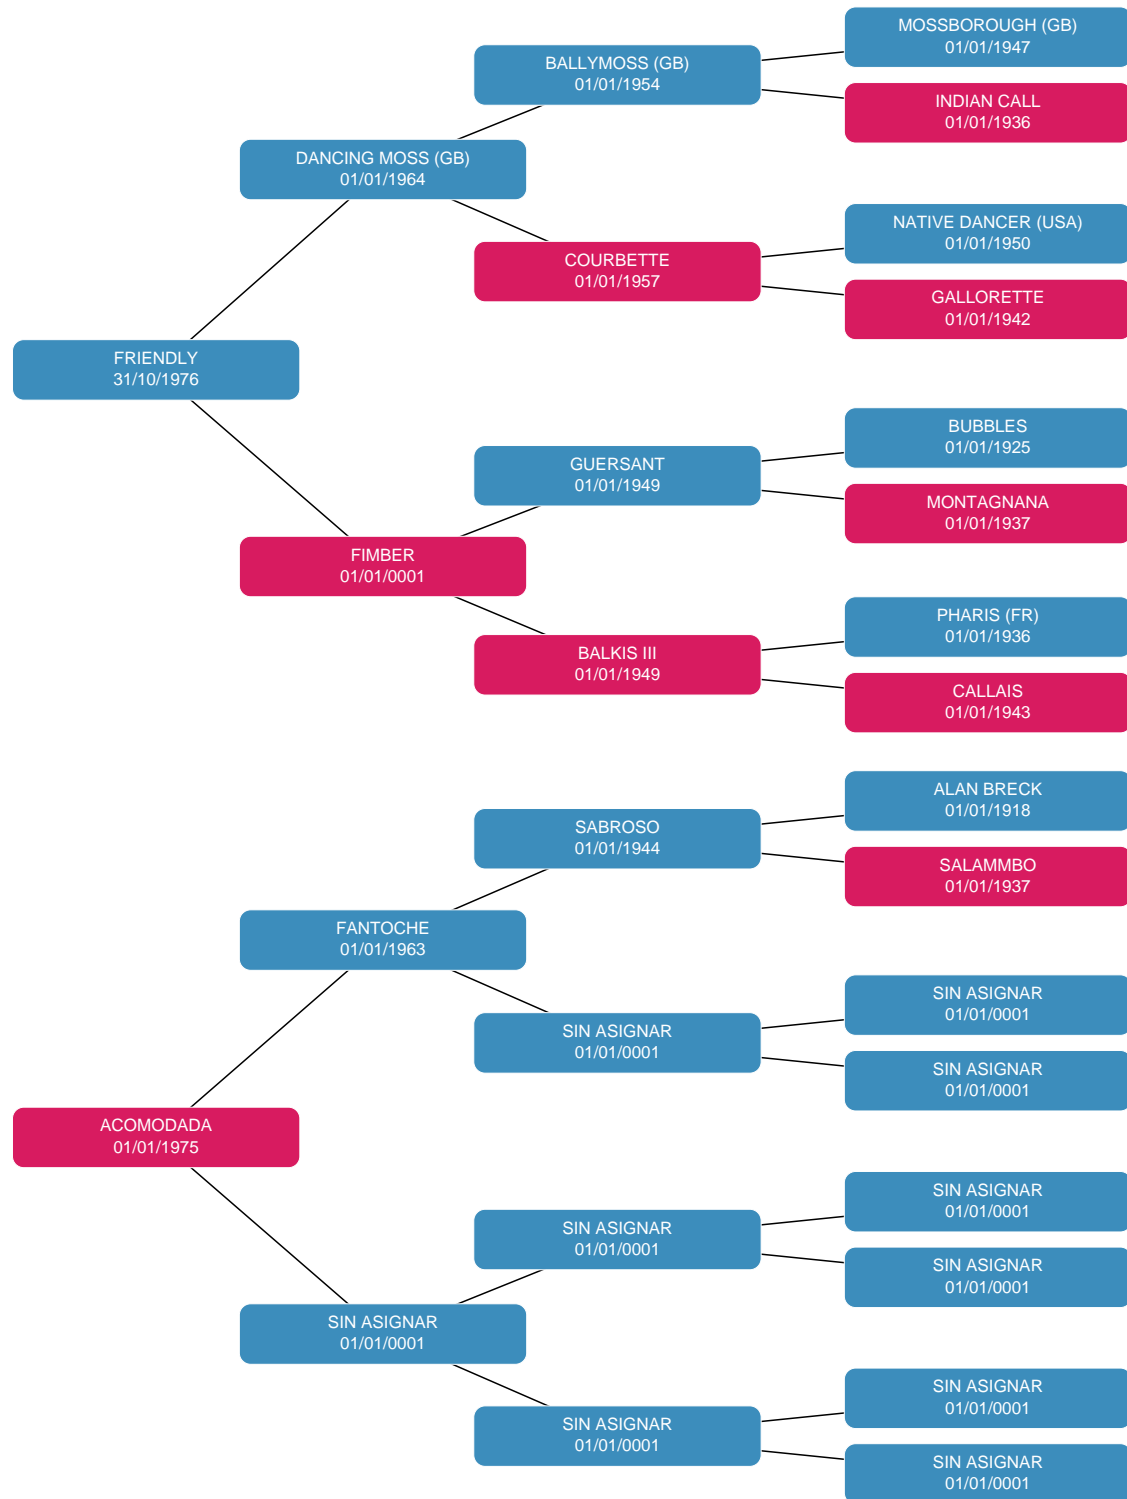 MOSSBOROUGH (GB)
01/01/1947
BALLYMOSS (GB)
01/01/1954
INDIAN CALL
01/01/1936
DANCING MOSS (GB)
01/01/1964
NATIVE DANCER (USA)
01/01/1950
COURBETTE
01/01/1957
GALLORETTE
01/01/1942
FRIENDLY
31/10/1976
BUBBLES
01/01/1925
GUERSANT
01/01/1949
MONTAGNANA
01/01/1937
FIMBER
01/01/0001
PHARIS (FR)
01/01/1936
BALKIS III
01/01/1949
CALLAIS
01/01/1943
ALAN BRECK
01/01/1918
SABROSO
01/01/1944
SALAMMBO
01/01/1937
FANTOCHE
01/01/1963
SIN ASIGNAR
01/01/0001
SIN ASIGNAR
01/01/0001
SIN ASIGNAR
01/01/0001
ACOMODADA
01/01/1975
SIN ASIGNAR
01/01/0001
SIN ASIGNAR
01/01/0001
SIN ASIGNAR
01/01/0001
SIN ASIGNAR
01/01/0001
SIN ASIGNAR
01/01/0001
SIN ASIGNAR
01/01/0001
SIN ASIGNAR
01/01/0001